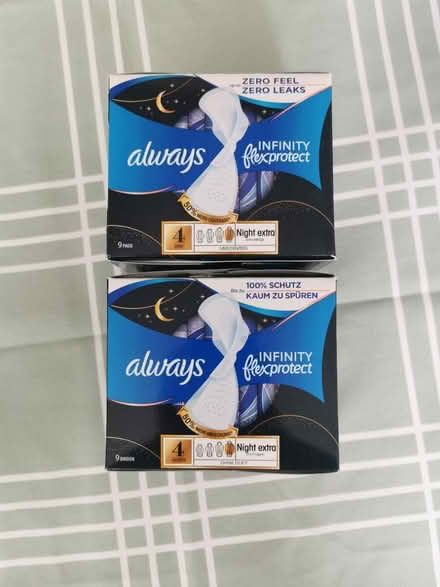 ZERO FEEL
ZERO LEAKS
always
INFINITY
flexprotect
4
Night extra
9 PADS
100% SCHUTZ
KAUM ZU SPÜREN
always
INFINITY
flexprotect
50%
4
Night extra
9 BINDEN